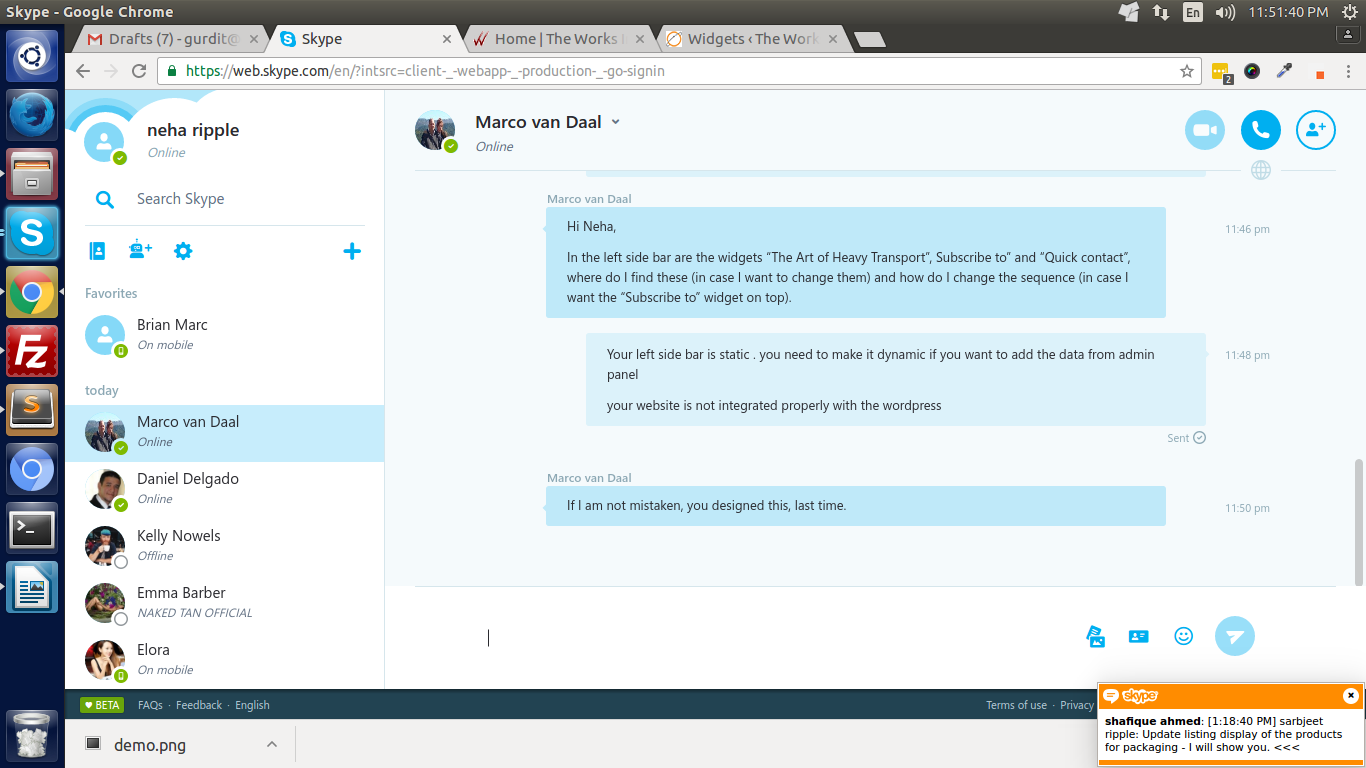 Skype - Google Chrome
En
11:51:40 PM
Drafts (7) - gurdit@
Skype
Home | The Works
Widgets ‹ The Work
https://web.skype.com/en/?intsrc=client-_-webapp-_-production-_-go-signin
2
neha ripple
Online
Search Skype
Favorites
Brian Marc
On mobile
today
Marco van Daal
Online
Daniel Delgado
Online
Kelly Nowels
Offline
Emma Barber
NAKED TAN OFFICIAL
Elora
On mobile
Marco van Daal
Online
Marco van Daal
Hi Neha,
11:46 pm
In the left side bar are the widgets “The Art of Heavy Transport”, Subscribe to” and “Quick contact”,
where do I find these (in case I want to change them) and how do I change the sequence (in case I
want the “Subscribe to” widget on top).
Your left side bar is static . you need to make it dynamic if you want to add the data from admin
panel
11:48 pm
your website is not integrated properly with the wordpress
Sent
Marco van Daal
If I am not mistaken, you designed this, last time.
11:50 pm
BETA
FAQs · Feedback · English
Terms of use · Privacy
skype
shafique ahmed: [1:18:40 PM] sarbjeet
ripple: Update listing display of the products
for packaging - I will show you. <<<
demo.png